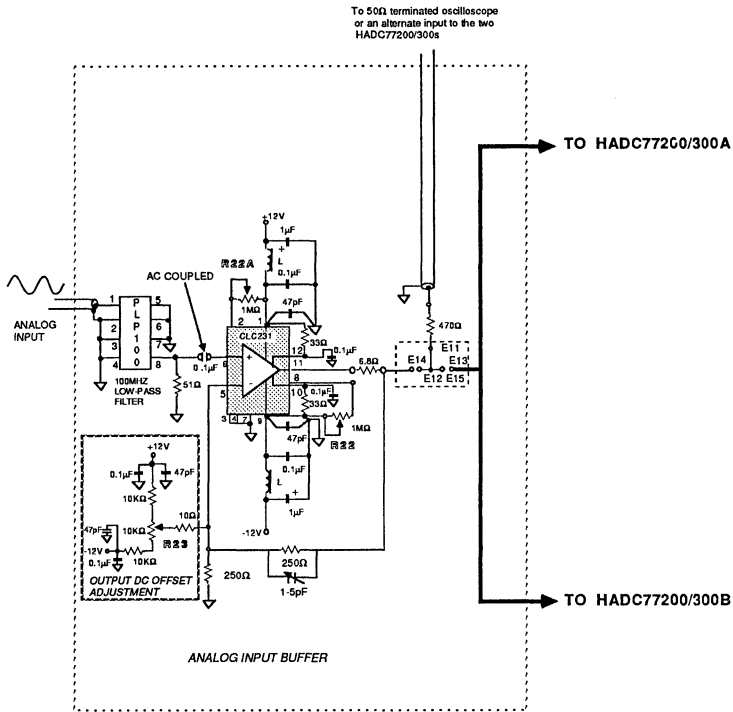 To 50Ω terminated oscilloscope
or an alternate input to the two
HADC77200/300s
TO HADC77200/300A
+12V
1µF
+
L
0.1µF
R22A
AC COUPLED
1MΩ
47pF
2
1
CLC231
33Ω
12
0.1µF
ANALOG
INPUT
1
2
3
4
PLP100
5
6
7
8
100MHZ
LOW-PASS
FILTER
51Ω
0.1µF
6
+
-
5
11
8
10
6.8Ω
470Ω
E11
E14
E13
E12
E15
0.1µF
33Ω
3
4
7
9
47pF
1MΩ
R22
0.1µF
L
+
1µF
-12V
+12V
0.1µF
47pF
10KΩ
10KΩ
10Ω
R23
47pF
-12V
0.1µF
10KΩ
OUTPUT DC OFFSET
ADJUSTMENT
250Ω
250Ω
1-5pF
TO HADC77200/300B
ANALOG INPUT BUFFER